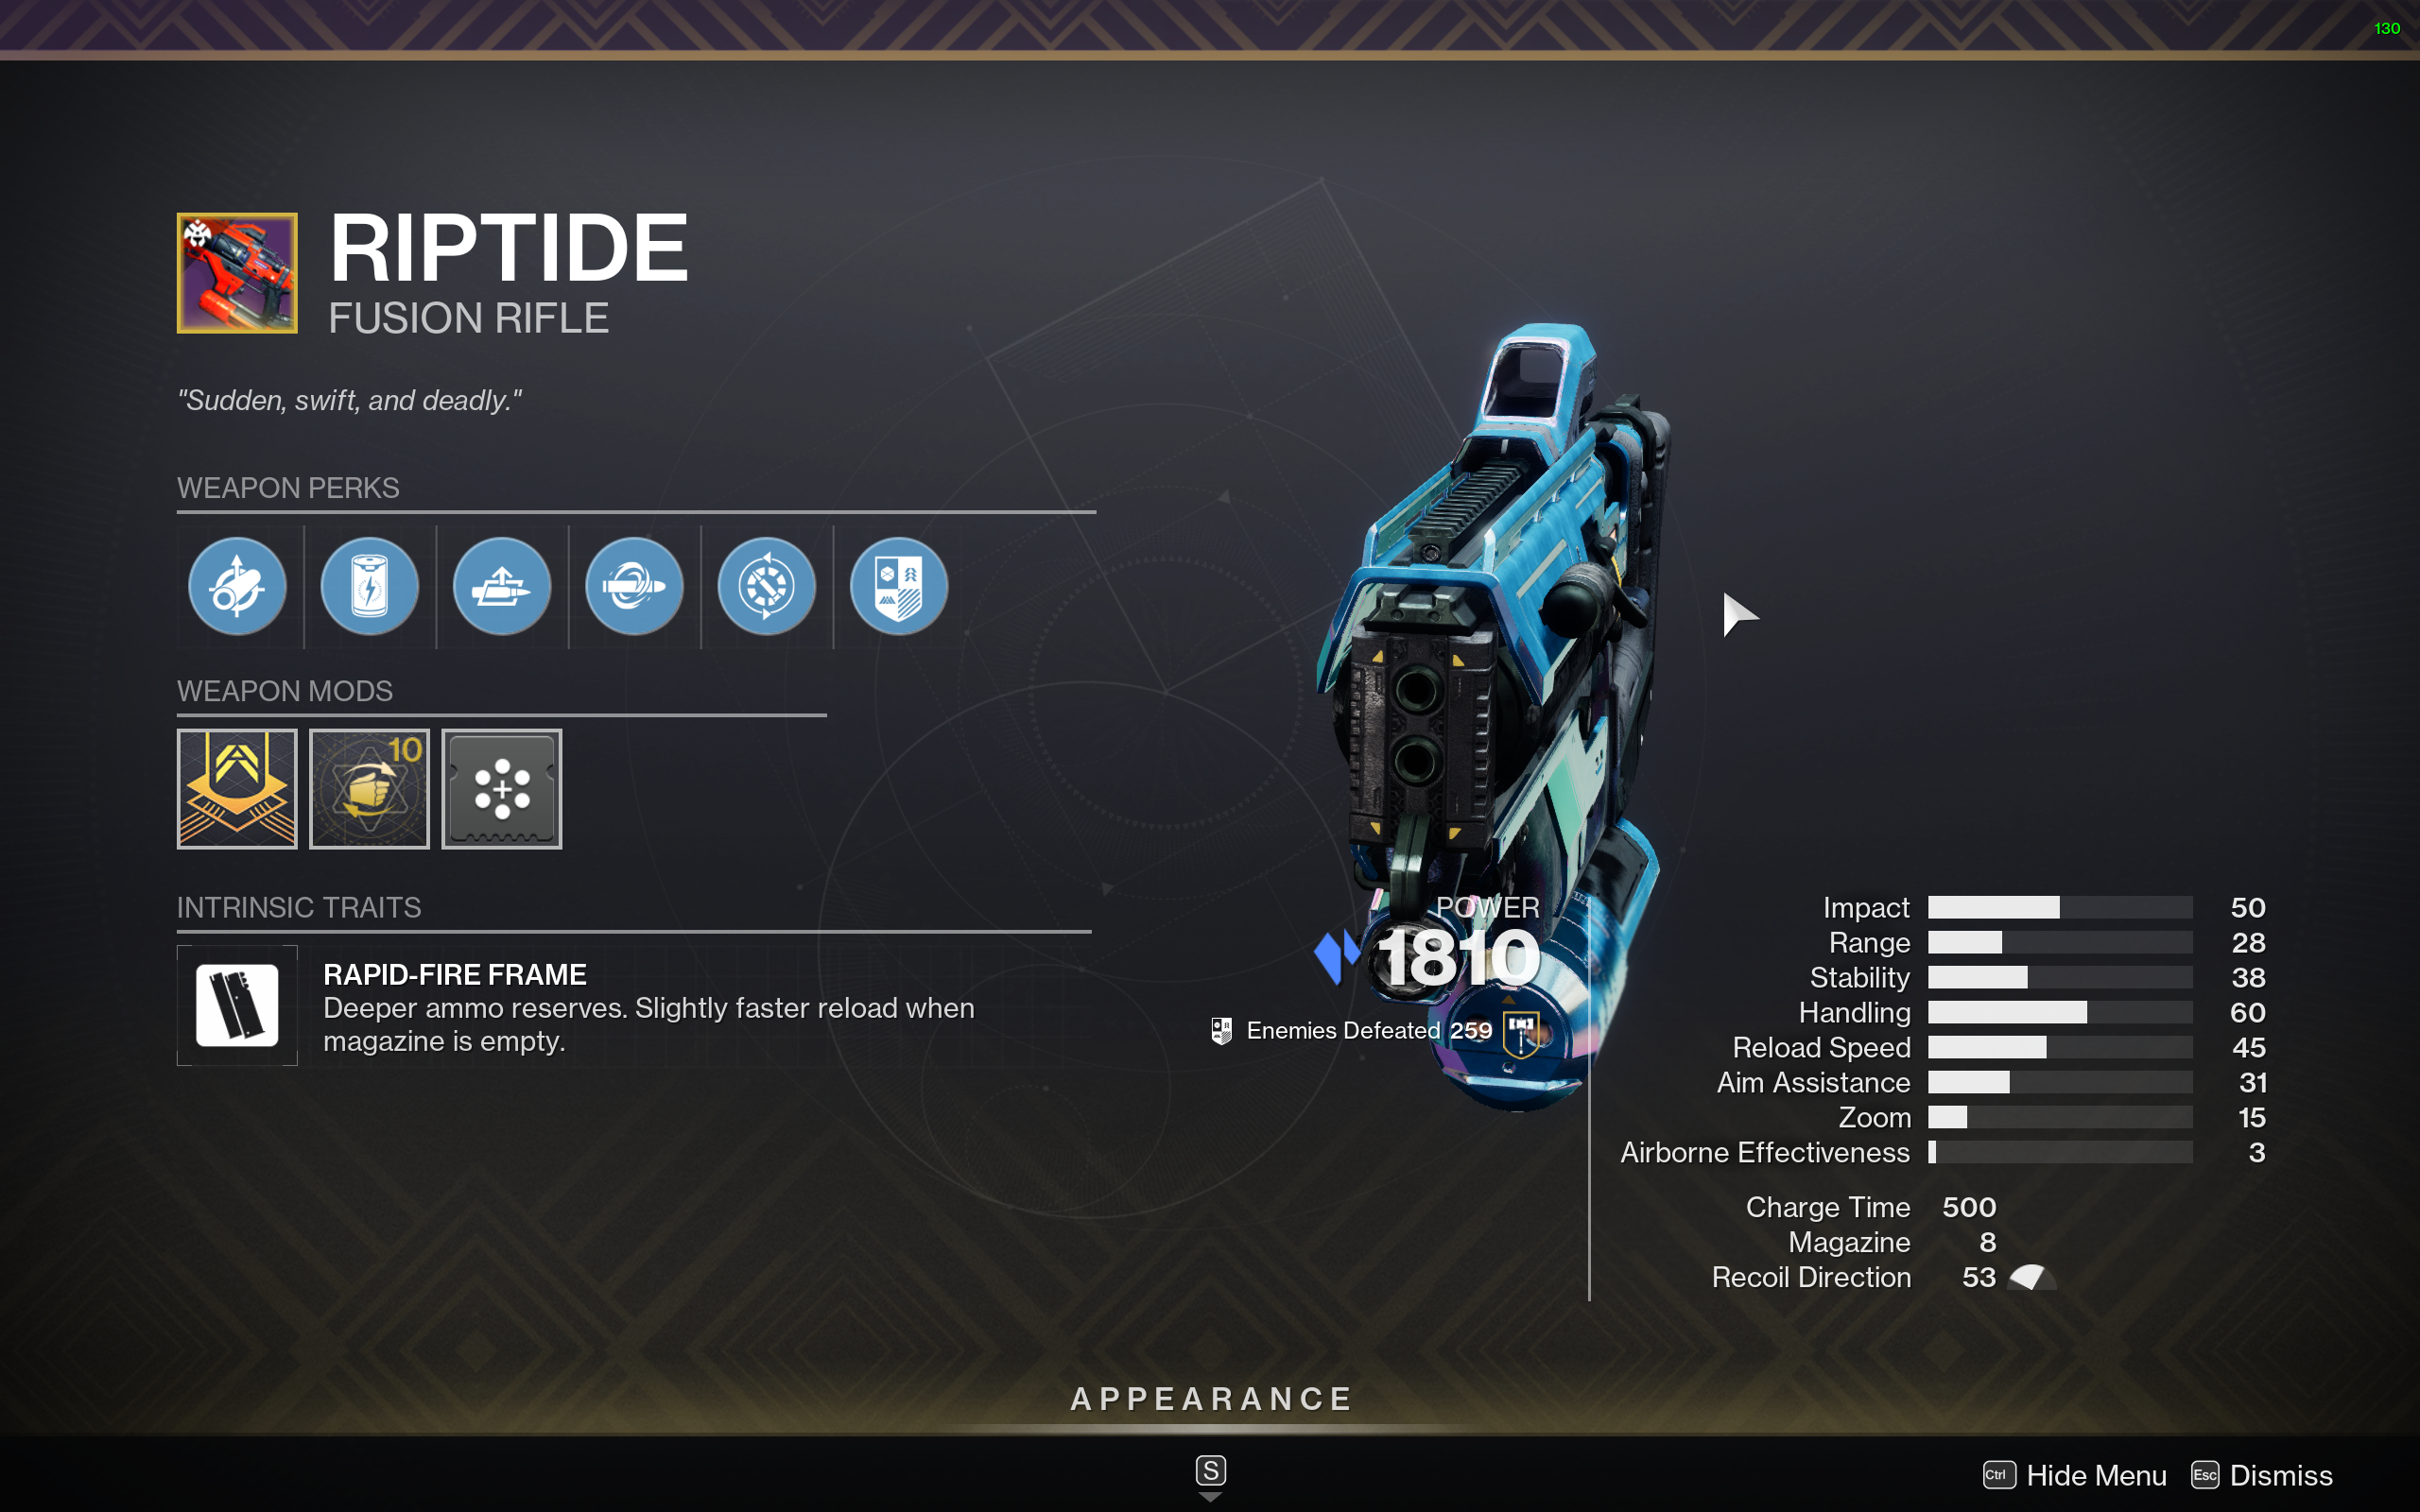 130
RIPTIDE
FUSION RIFLE
"Sudden, swift, and deadly."
WEAPON PERKS
WEAPON MODS
10
INTRINSIC TRAITS
RAPID-FIRE FRAME
Deeper ammo reserves. Slightly faster reload when
magazine is empty.
POWER
1810
Enemies Defeated 259
Impact 50
Range 28
Stability 38
Handling 60
Reload Speed 45
Aim Assistance 31
Zoom 15
Airborne Effectiveness 3
Charge Time 500
Magazine 8
Recoil Direction 53
APPEARANCE
S
Ctrl Hide Menu Esc Dismiss